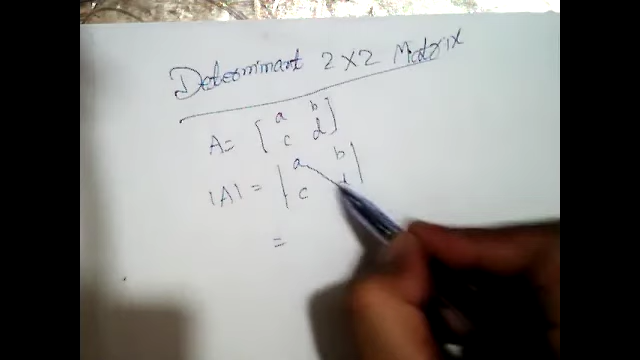 Determinant 2x2 Matrix
A = [ a b
c d ]
|A| = | a b
c d |
=